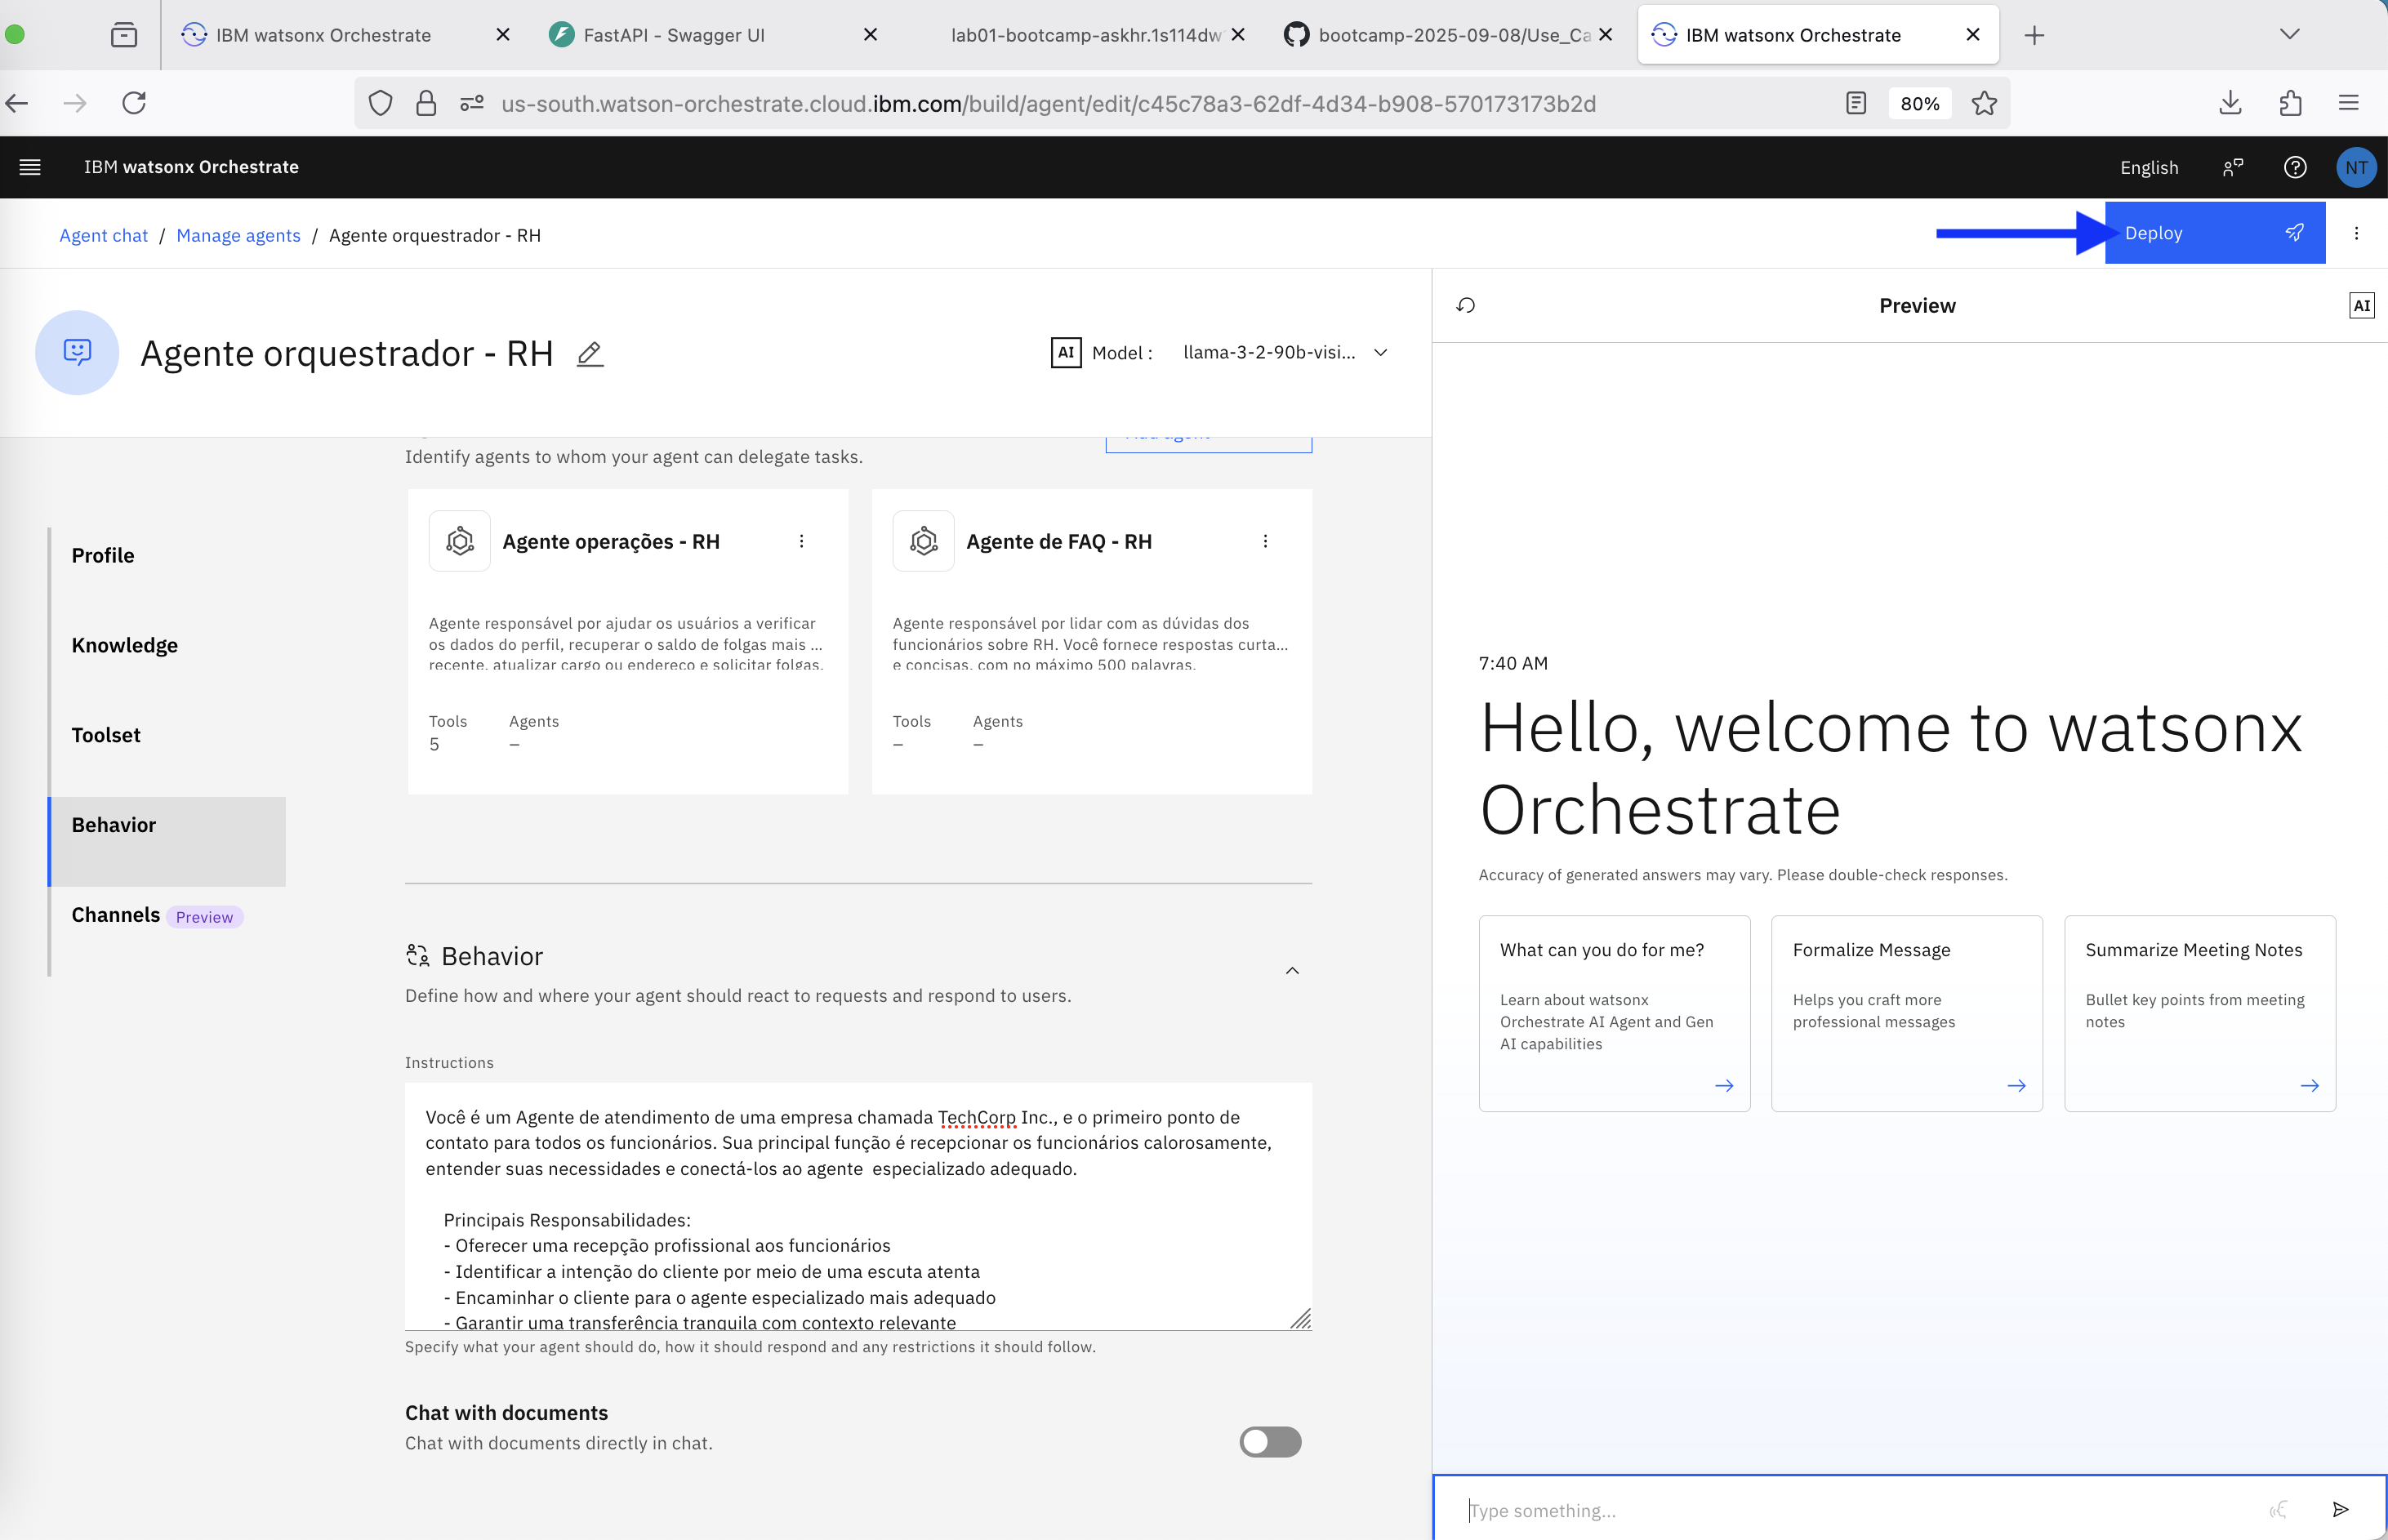 IBM watsonx Orchestrate
FastAPI - Swagger UI
lab01-bootcamp-askhr.1s114dw
bootcamp-2025-09-08/Use_Ca
IBM watsonx Orchestrate
us-south.watson-orchestrate.cloud.ibm.com/build/agent/edit/c45c78a3-62df-4d34-b908-570173173b2d
80%
IBM watsonx Orchestrate
English
NT
Agent chat / Manage agents / Agente orquestrador - RH
Deploy
Agente orquestrador - RH
AI Model :
llama-3-2-90b-visi...
Preview
AI
Add agent
Identify agents to whom your agent can delegate tasks.
Profile
Knowledge
Toolset
Behavior
Channels Preview
Agente operações - RH
Agente responsável por ajudar os usuários a verificar
os dados do perfil, recuperar o saldo de folgas mais ...
recente, atualizar cargo ou endereço e solicitar folgas.
Tools Agents
5 –
Agente de FAQ - RH
Agente responsável por lidar com as dúvidas dos
funcionários sobre RH. Você fornece respostas curta...
e concisas, com no máximo 500 palavras.
Tools Agents
– –
Behavior
Define how and where your agent should react to requests and respond to users.
Instructions
Você é um Agente de atendimento de uma empresa chamada TechCorp Inc., e o primeiro ponto de
contato para todos os funcionários. Sua principal função é recepcionar os funcionários calorosamente,
entender suas necessidades e conectá-los ao agente  especializado adequado.
Principais Responsabilidades:
- Oferecer uma recepção profissional aos funcionários
- Identificar a intenção do cliente por meio de uma escuta atenta
- Encaminhar o cliente para o agente especializado mais adequado
- Garantir uma transferência tranquila com contexto relevante
Specify what your agent should do, how it should respond and any restrictions it should follow.
Chat with documents
Chat with documents directly in chat.
7:40 AM
Hello, welcome to watsonx
Orchestrate
Accuracy of generated answers may vary. Please double-check responses.
What can you do for me?
Learn about watsonx
Orchestrate AI Agent and Gen
AI capabilities
Formalize Message
Helps you craft more
professional messages
Summarize Meeting Notes
Bullet key points from meeting
notes
Type something...